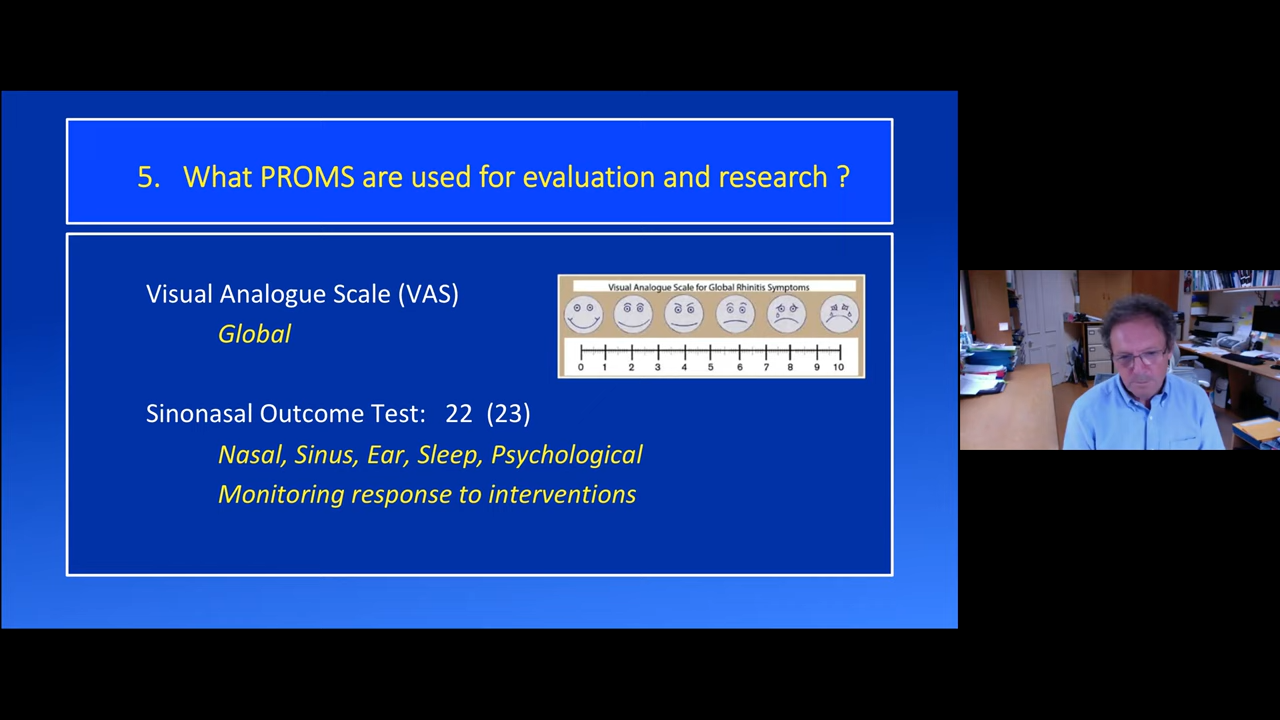 5. What PROMS are used for evaluation and research ?
Visual Analogue Scale (VAS)
Global
Visual Analogue Scale for Global Rhinitis Symptoms
0 1 2 3 4 5 6 7 8 9 10
Sinonasal Outcome Test: 22 (23)
Nasal, Sinus, Ear, Sleep, Psychological
Monitoring response to interventions